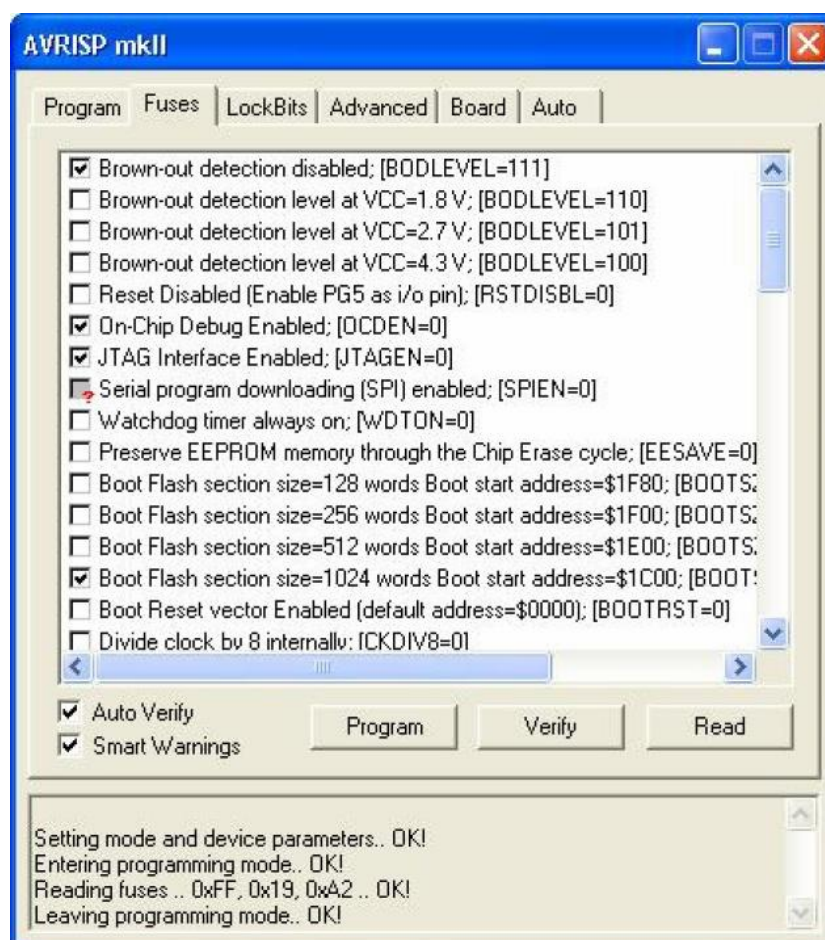 AVRISP mkII
Program Fuses LockBits Advanced Board Auto
Brown-out detection disabled; [BODLEVEL=111]
Brown-out detection level at VCC=1.8 V; [BODLEVEL=110]
Brown-out detection level at VCC=2.7 V; [BODLEVEL=101]
Brown-out detection level at VCC=4.3 V; [BODLEVEL=100]
Reset Disabled (Enable PG5 as i/o pin); [RSTDISBL=0]
On-Chip Debug Enabled; [OCDEN=0]
JTAG Interface Enabled; [JTAGEN=0]
? Serial program downloading (SPI) enabled; [SPIEN=0]
Watchdog timer always on; [WDTON=0]
Preserve EEPROM memory through the Chip Erase cycle; [EESAVE=0]
Boot Flash section size=128 words Boot start address=$1F80; [BOOTS
Boot Flash section size=256 words Boot start address=$1F00; [BOOTS
Boot Flash section size=512 words Boot start address=$1E00; [BOOTS
Boot Flash section size=1024 words Boot start address=$1C00; [BOOT
Boot Reset vector Enabled (default address=$0000); [BOOTRST=0]
Divide clock by 8 internally; [CKDIV8=0]
Auto Verify
Smart Warnings
Program Verify Read
Setting mode and device parameters.. OK!
Entering programming mode.. OK!
Reading fuses .. 0xFF, 0x19, 0xA2 .. OK!
Leaving programming mode.. OK!